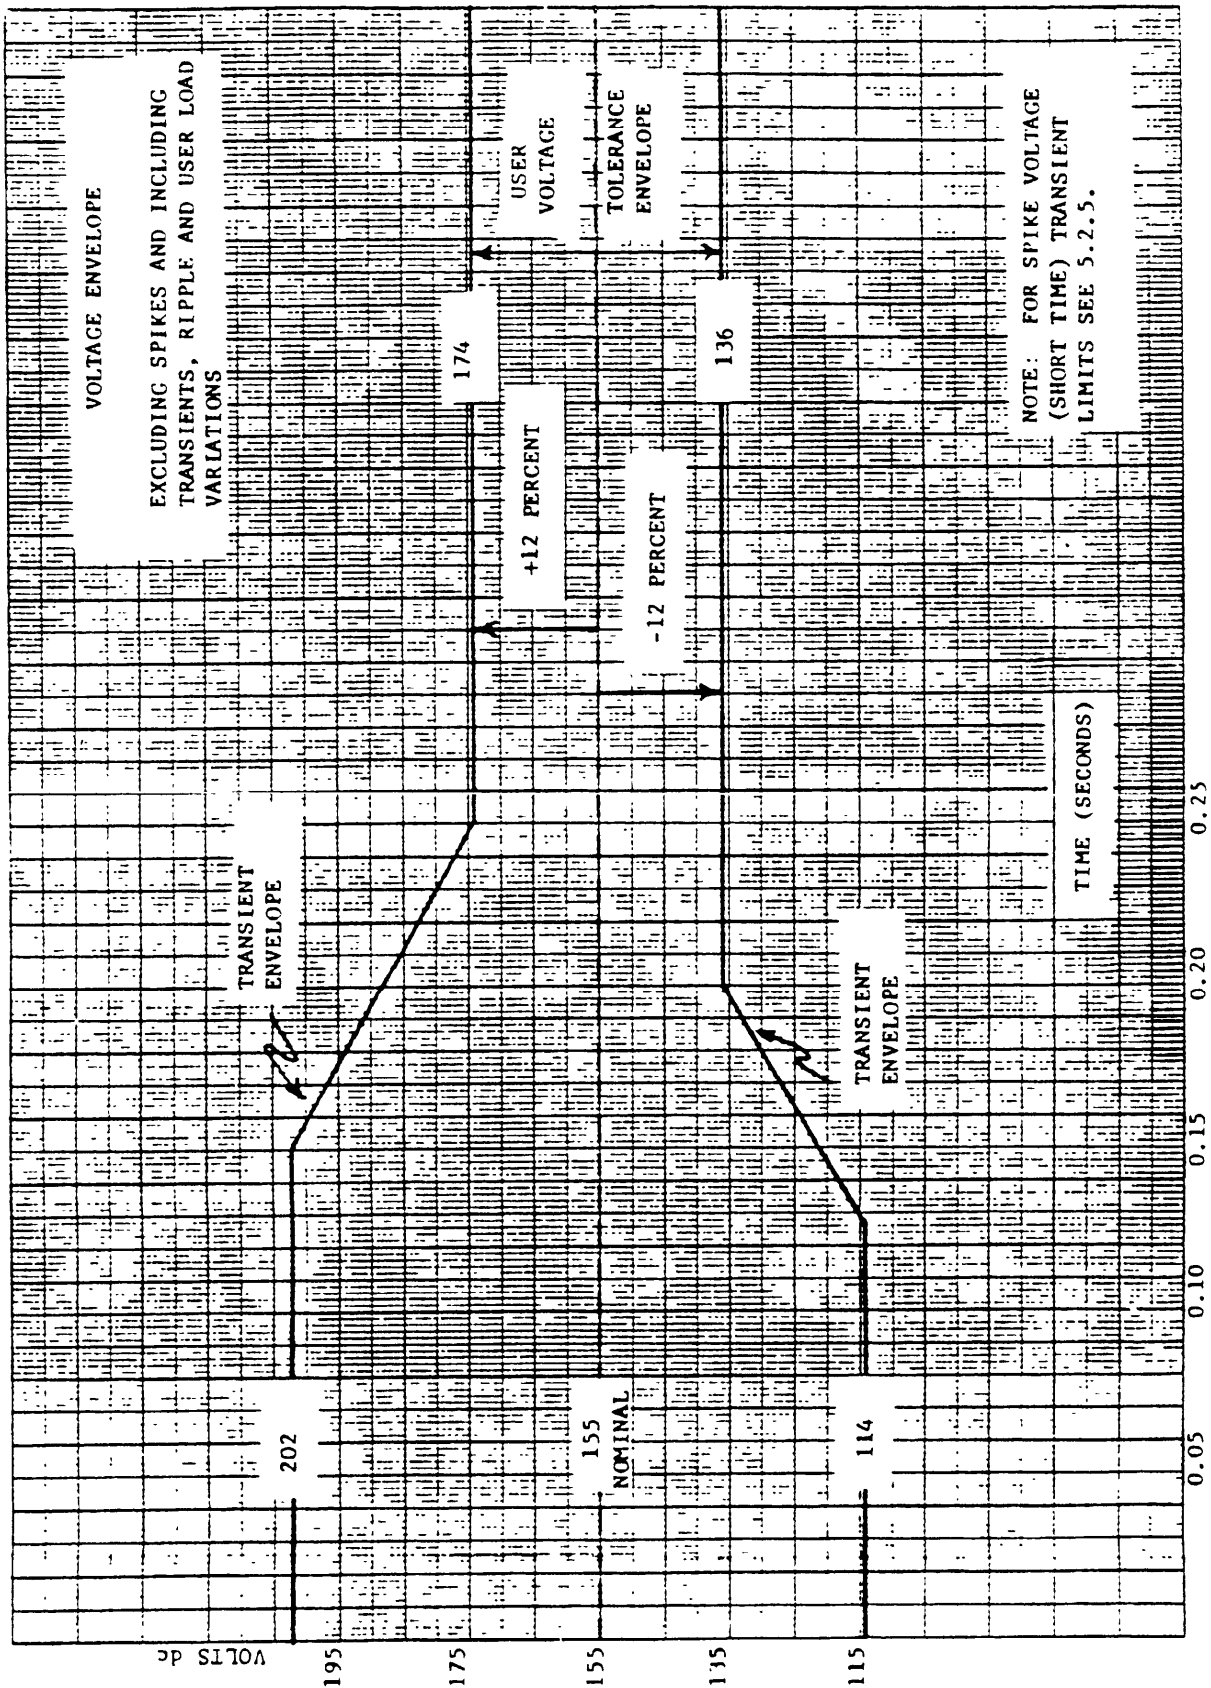 VOLTAGE ENVELOPE
EXCLUDING SPIKES AND INCLUDING
TRANSIENTS, RIPPLE AND USER LOAD
VARIATIONS
VOLTS dc
195
175
155
135
115
202
155
NOMINAL
114
TRANSIENT
ENVELOPE
TRANSIENT
ENVELOPE
+12 PERCENT
-12 PERCENT
174
136
USER
VOLTAGE
TOLERANCE
ENVELOPE
NOTE: FOR SPIKE VOLTAGE
(SHORT TIME) TRANSIENT
LIMITS SEE 5.2.5.
TIME (SECONDS)
0.05
0.10
0.15
0.20
0.25